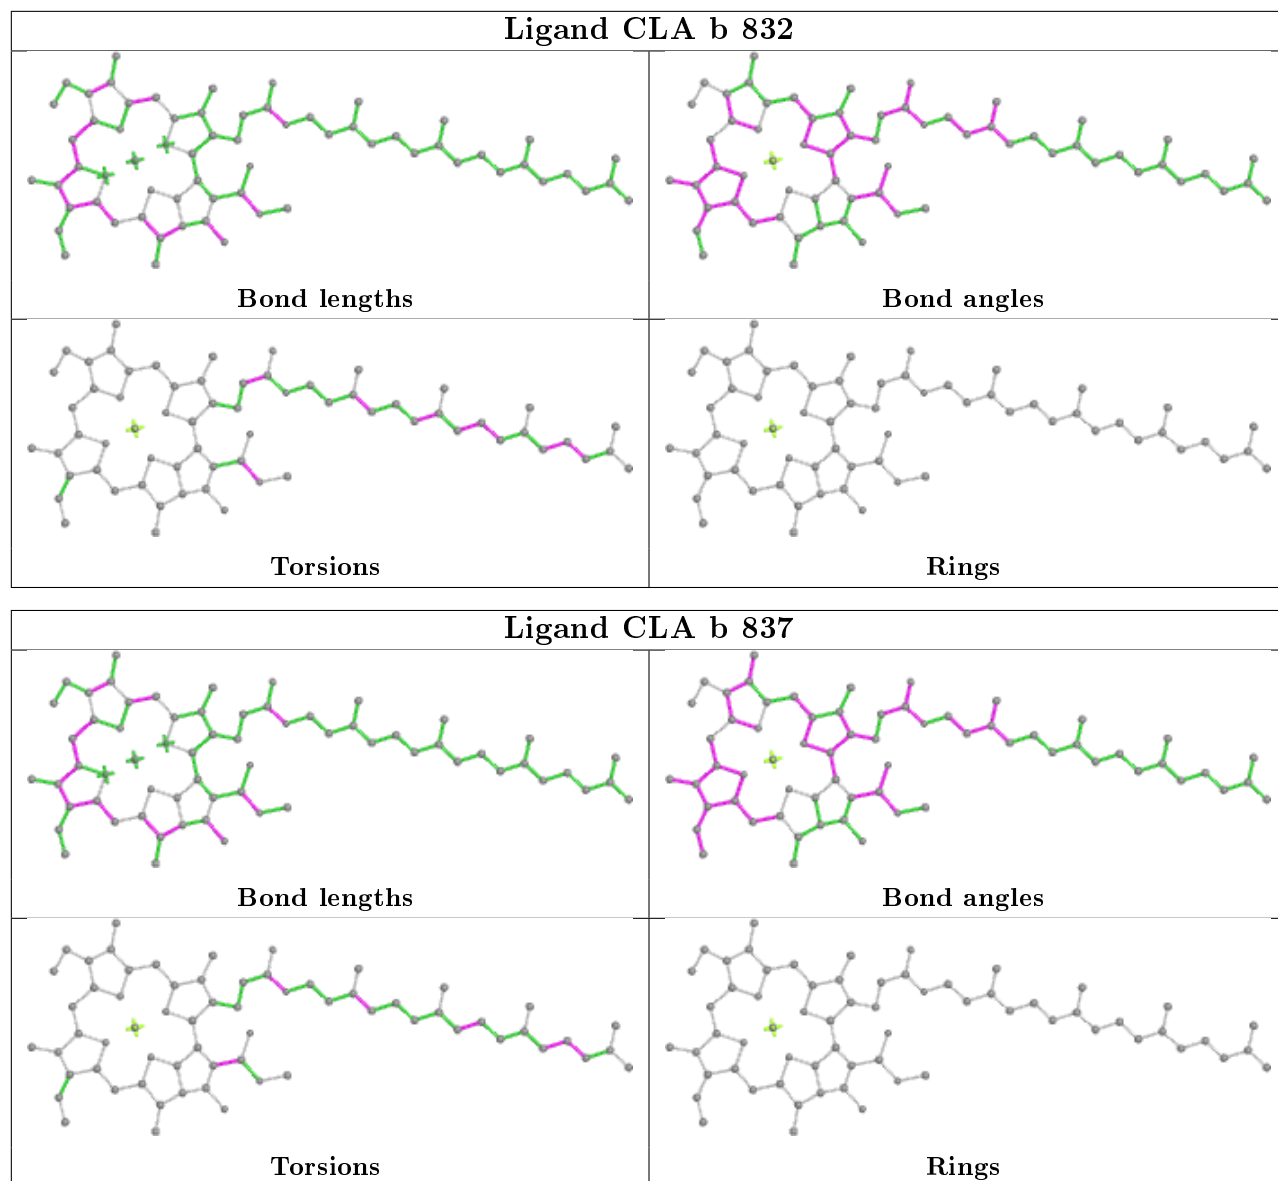 Ligand CLA b 832
Bond lengths
Bond angles
Torsions
Rings
Ligand CLA b 837
Bond lengths
Bond angles
Torsions
Rings